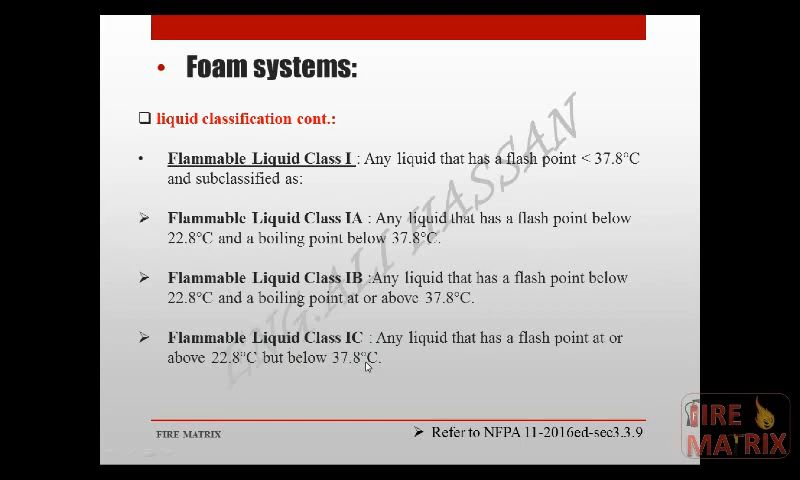 • Foam systems:
❑ liquid classification cont.:
• Flammable Liquid Class I : Any liquid that has a flash point < 37.8°C
and subclassified as:
➢ Flammable Liquid Class IA : Any liquid that has a flash point below
22.8°C and a boiling point below 37.8°C.
➢ Flammable Liquid Class IB :Any liquid that has a flash point below
22.8°C and a boiling point at or above 37.8°C.
➢ Flammable Liquid Class IC : Any liquid that has a flash point at or
above 22.8°C but below 37.8°C.
ENG.ALI HASSAN
FIRE MATRIX
➢ Refer to NFPA 11-2016ed-sec3.3.9
FIRE
MATRIX